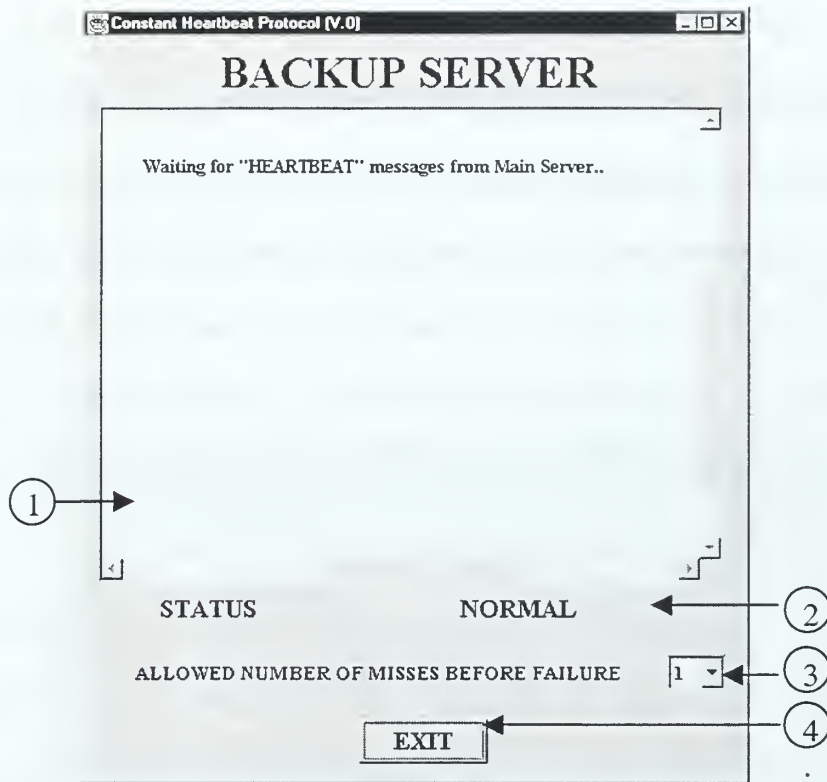 Constant Heartbeat Protocol (V.0)
BACKUP SERVER
Waiting for "HEARTBEAT" messages from Main Server..
1
STATUS NORMAL
2
ALLOWED NUMBER OF MISSES BEFORE FAILURE 1
3
EXIT
4